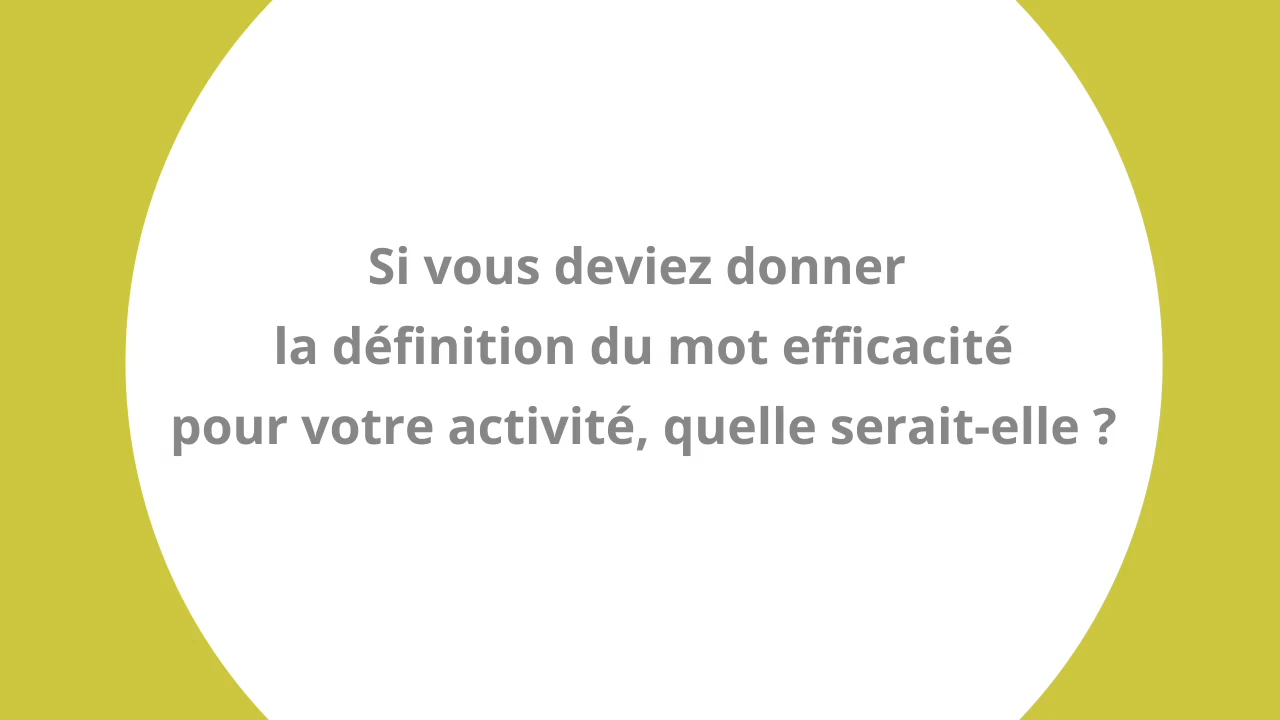 Si vous deviez donner
la définition du mot efficacité
pour votre activité, quelle serait-elle ?